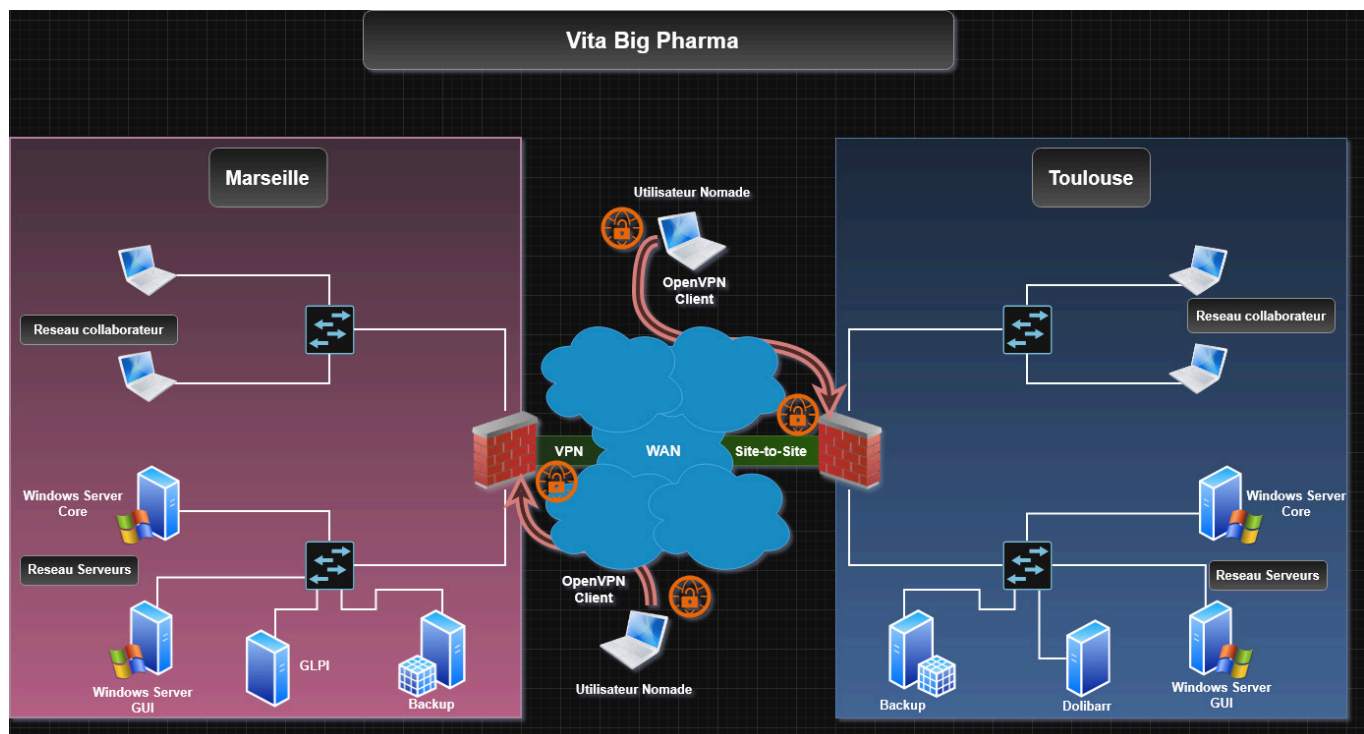 Vita Big Pharma
Marseille
Toulouse
Utilisateur Nomade
OpenVPN
Client
Reseau collaborateur
Reseau collaborateur
VPN
WAN
Site-to-Site
Windows Server
Core
Windows Server
Core
Reseau Serveurs
Reseau Serveurs
OpenVPN
Client
GLPI
Windows Server
GUI
Backup
Utilisateur Nomade
Backup
Dolibarr
Windows Server
GUI